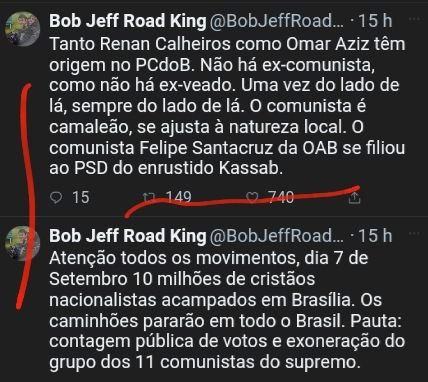 Bob Jeff Road King @BobJeffRoad... · 15 h
Tanto Renan Calheiros como Omar Aziz têm
origem no PCdoB. Não há ex-comunista,
como não há ex-veado. Uma vez do lado de
lá, sempre do lado de lá. O comunista é
camaleão, se ajusta à natureza local. O
comunista Felipe Santacruz da OAB se filiou
ao PSD do enrustido Kassab.
15 149 740
Bob Jeff Road King @BobJeffRoad... · 15 h
Atenção todos os movimentos, dia 7 de
Setembro 10 milhões de cristãos
nacionalistas acampados em Brasília. Os
caminhões pararão em todo o Brasil. Pauta:
contagem pública de votos e exoneração do
grupo dos 11 comunistas do supremo.